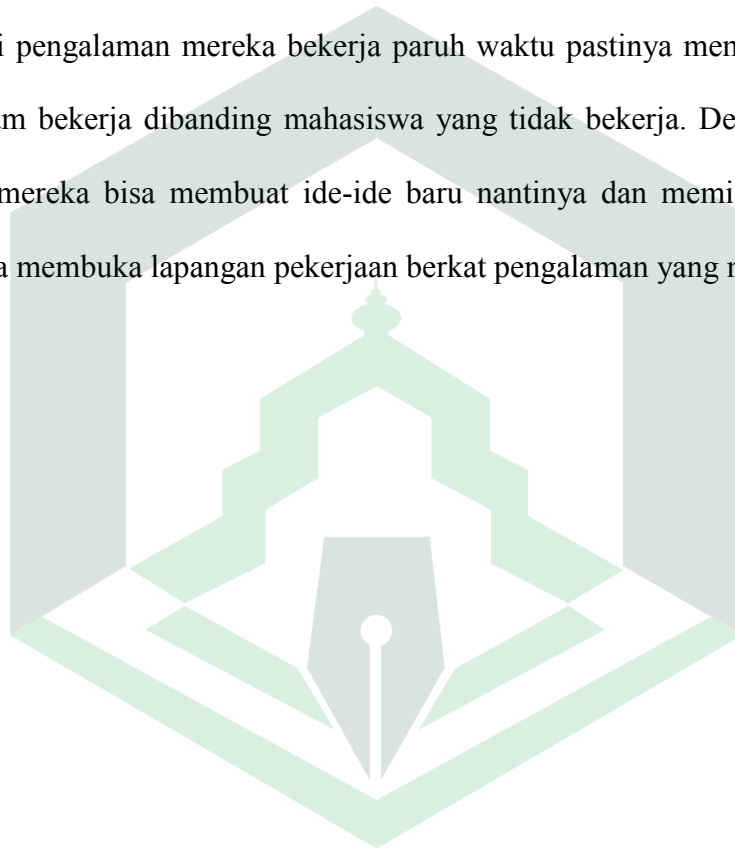 i pengalaman mereka bekerja paruh waktu pastinya mem
am bekerja dibanding mahasiswa yang tidak bekerja. De
mereka bisa membuat ide-ide baru nantinya dan memi
a membuka lapangan pekerjaan berkat pengalaman yang